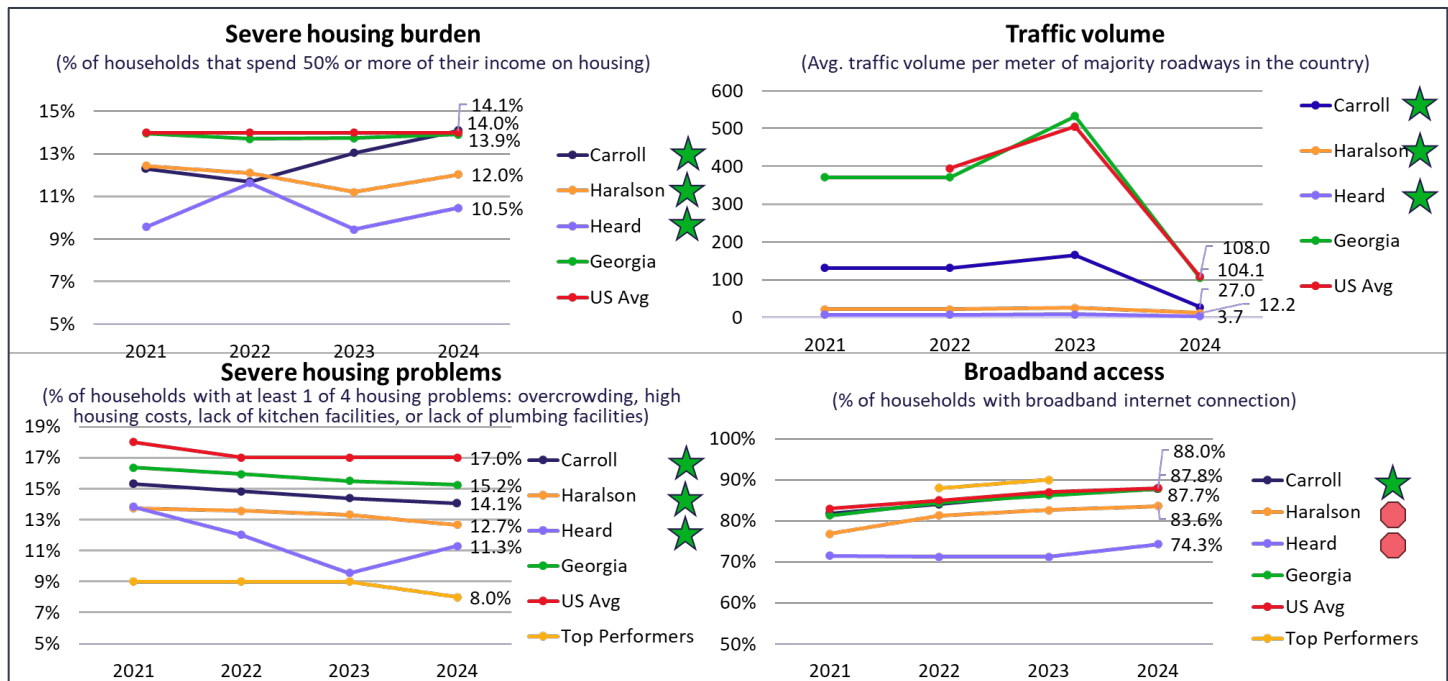 Severe housing burden
(% of households that spend 50% or more of their income on housing)
15%
13%
11%
9%
7%
5%
14.1%
14.0%
13.9%
12.0%
10.5%
Carroll
Haralson
Heard
Georgia
US Avg
2021 2022 2023 2024
Traffic volume
(Avg. traffic volume per meter of majority roadways in the country)
600
500
400
300
200
100
0
108.0
104.1
27.0
12.2
3.7
Carroll
Haralson
Heard
Georgia
US Avg
2021 2022 2023 2024
Severe housing problems
(% of households with at least 1 of 4 housing problems: overcrowding, high
housing costs, lack of kitchen facilities, or lack of plumbing facilities)
19%
17%
15%
13%
11%
9%
7%
5%
17.0%
15.2%
14.1%
12.7%
11.3%
8.0%
Carroll
Haralson
Heard
Georgia
US Avg
Top Performers
2021 2022 2023 2024
Broadband access
(% of households with broadband internet connection)
100%
90%
80%
70%
60%
50%
88.0%
87.8%
87.7%
83.6%
74.3%
Carroll
Haralson
Heard
Georgia
US Avg
Top Performers
2021 2022 2023 2024